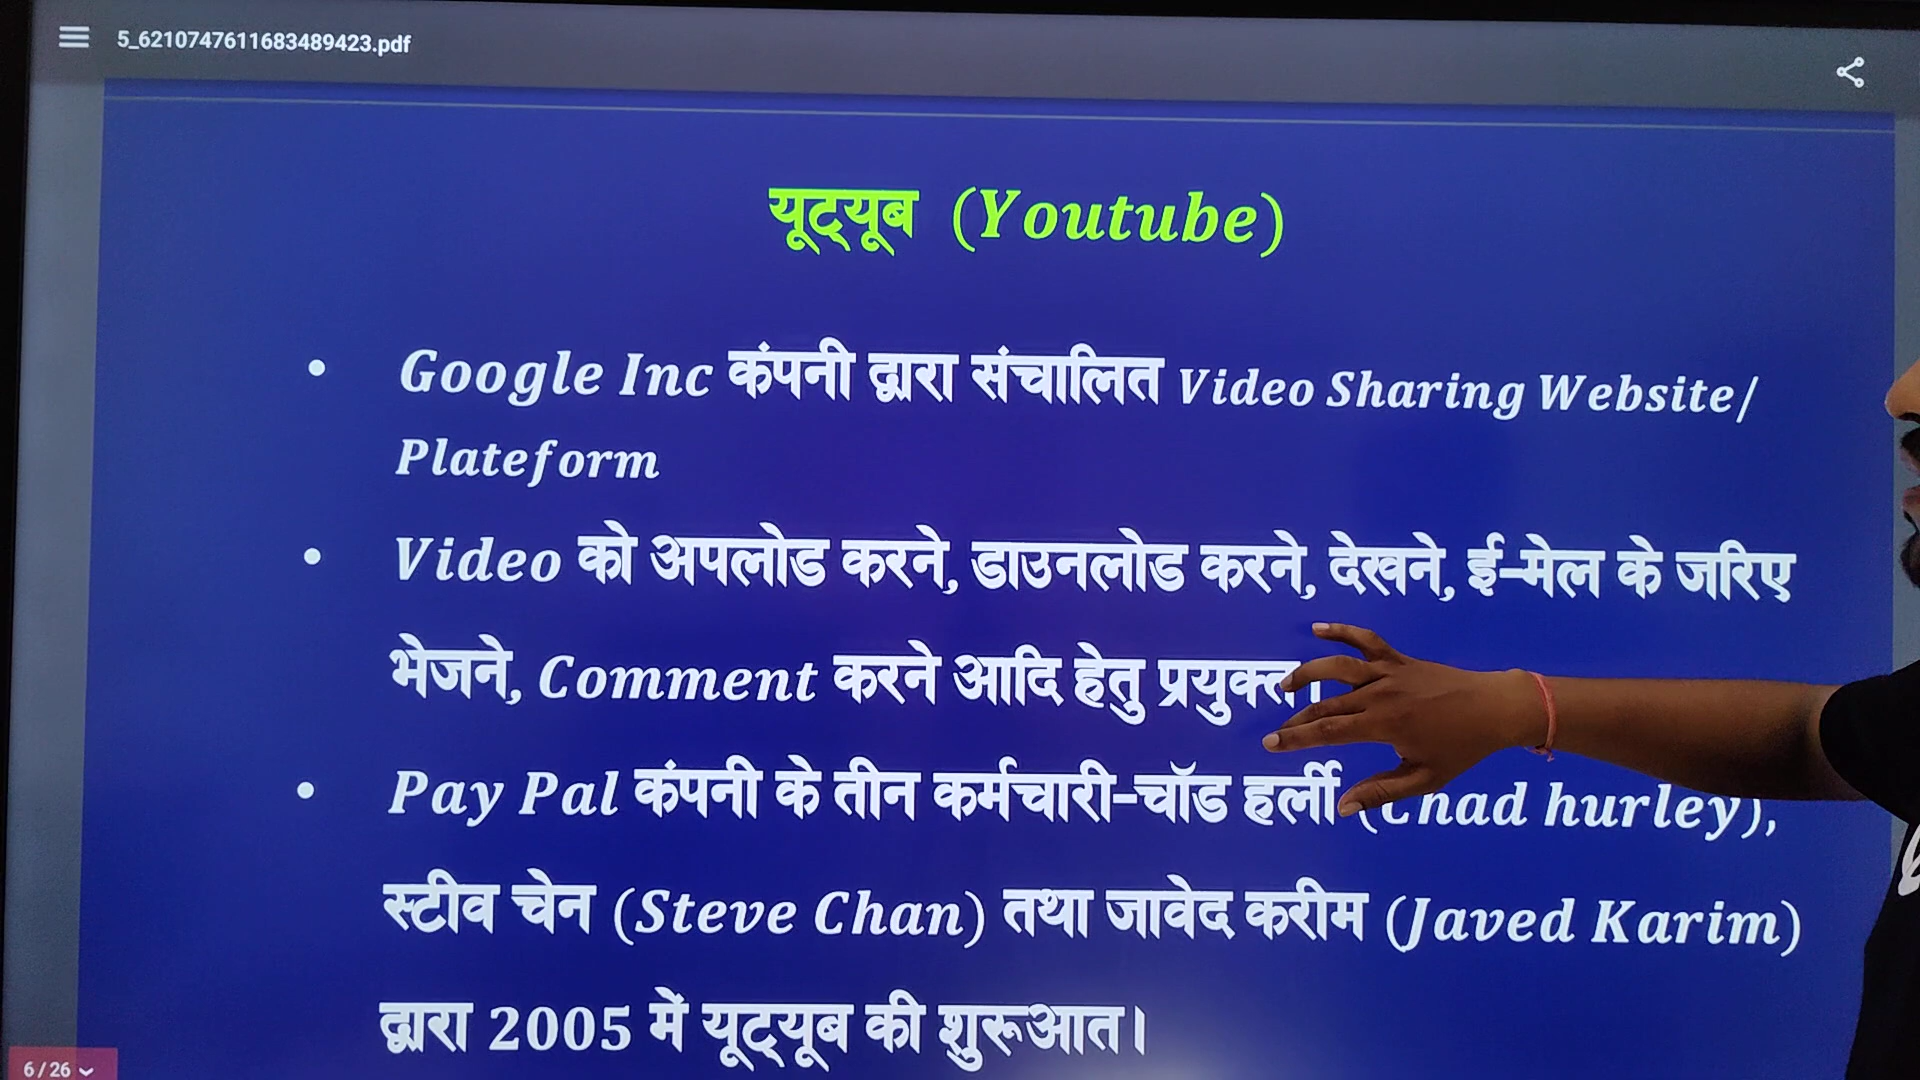 5_6210747611683489423.pdf
यूट्यूब (Youtube)
• Google Inc कंपनी द्वारा संचालित Video Sharing Website/
Plateform
• Video को अपलोड करने, डाउनलोड करने, देखने, ई-मेल के जरिए
भेजने, Comment करने आदि हेतु प्रयुक्त।
• Pay Pal कंपनी के तीन कर्मचारी-चॉड हर्ली (Chad hurley),
स्टीव चेन (Steve Chan) तथा जावेद करीम (Javed Karim)
द्वारा 2005 में यूट्यूब की शुरूआत।
6/26